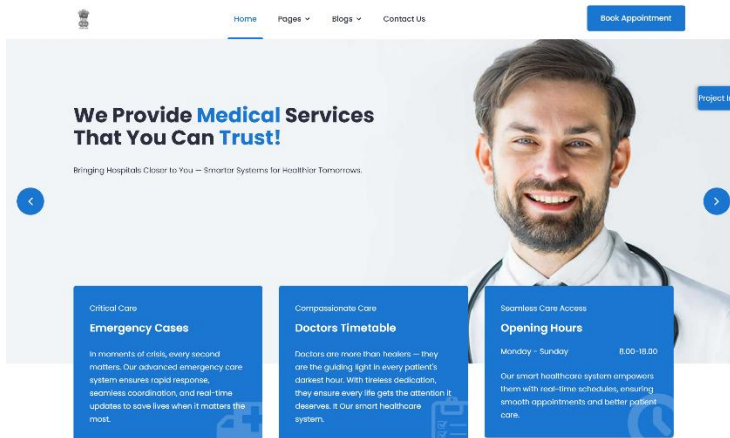 Home Pages Blogs Contact Us Book Appointment
Project In
We Provide Medical Services
That You Can Trust!
Bringing Hospitals Closer to You — Smarter Systems for Healthier Tomorrows.
Critical Care
Emergency Cases
In moments of crisis, every second
matters. Our advanced emergency care
system ensures rapid response,
seamless coordination, and real-time
updates to save lives when it matters the
most.
Compassionate Care
Doctors Timetable
Doctors are more than healers — they
are the guiding light in every patient's
darkest hour. With tireless dedication,
they ensure every life gets the attention it
deserves. It Our smart healthcare
system.
Seamless Care Access
Opening Hours
Monday - Sunday 8.00-18.00
Our smart healthcare system empowers
them with real-time schedules, ensuring
smooth appointments and better patient
care.